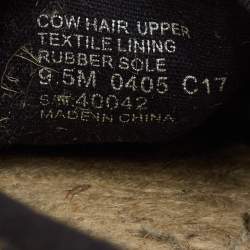 COW HAIR UPPER
TEXTILE LINING
RUBBER SOLE
9.5M 0405 C17
40042
MADE IN CHINA